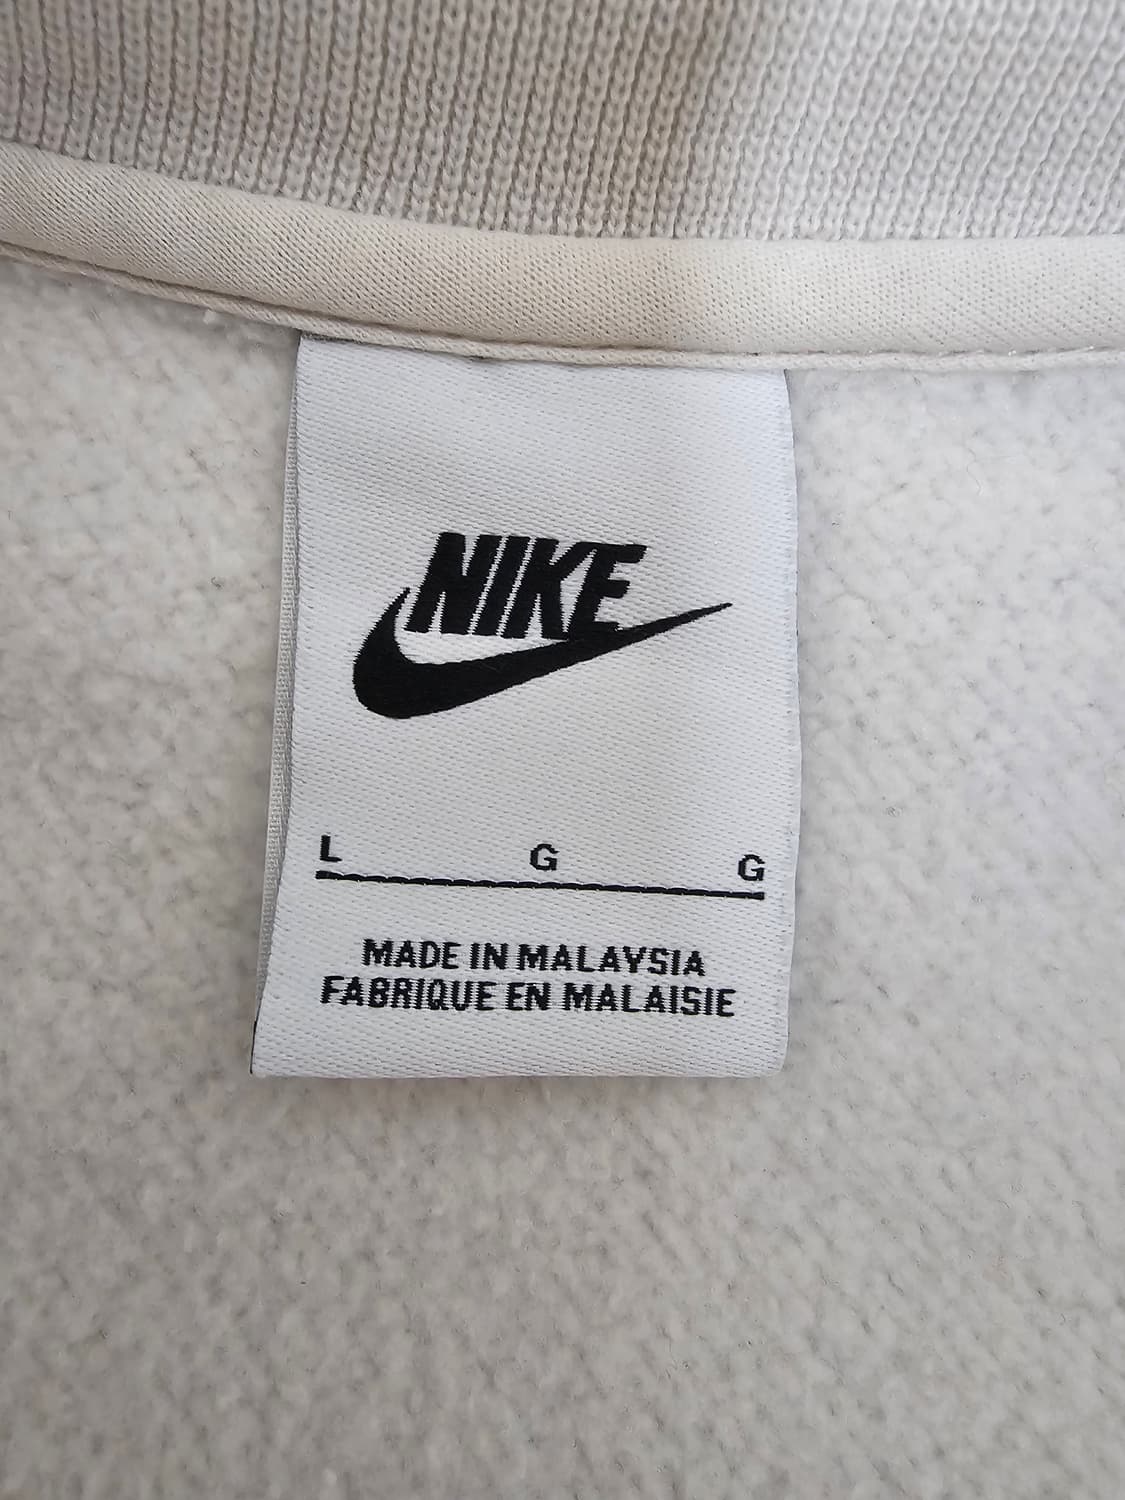 NIKE
L G G
MADE IN MALAYSIA
FABRIQUE EN MALAISIE